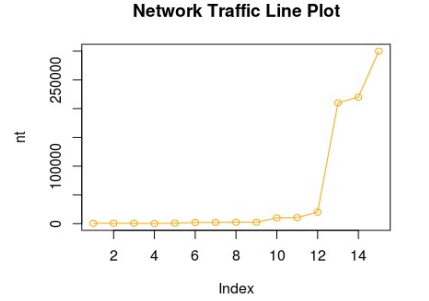 Network Traffic Line Plot
250000
100000
0
nt
2 4 6 8 10 12 14
Index